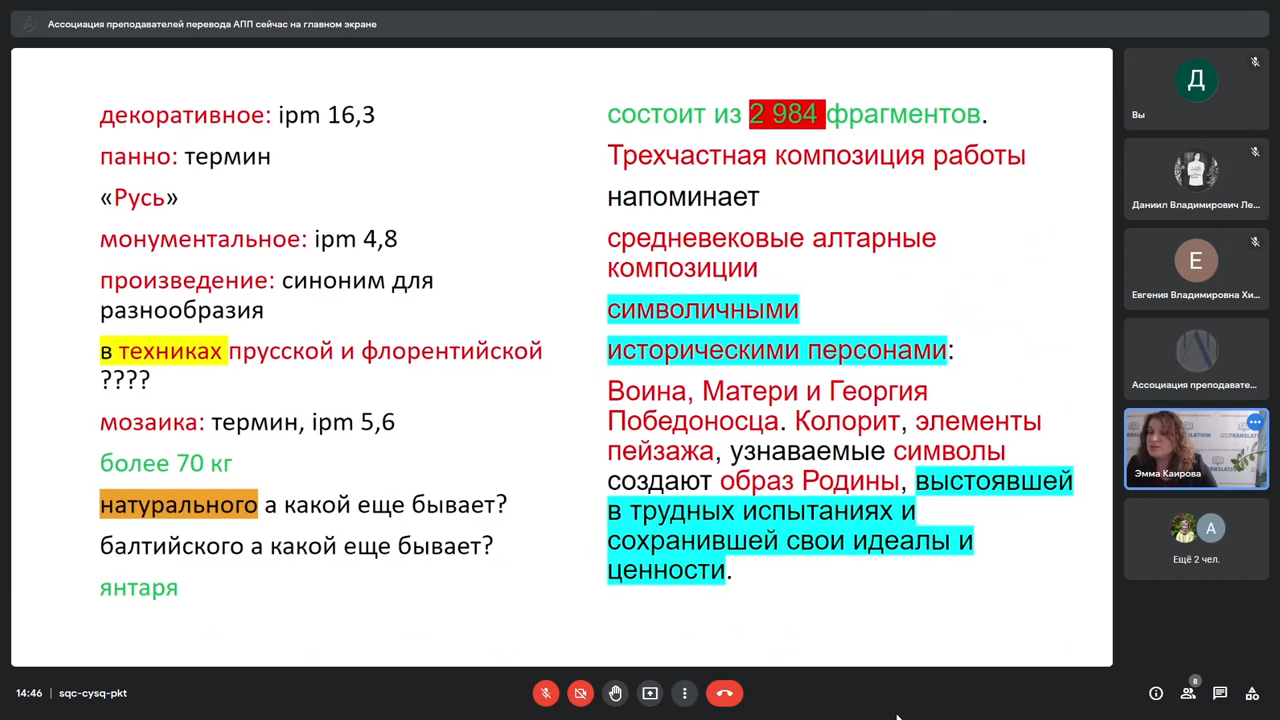 Ассоциация преподавателей перевода АПП сейчас на главном экране
декоративное: ipm 16,3
панно: термин
«Русь»
монументальное: ipm 4,8
произведение: синоним для
разнообразия
в техниках прусской и флорентийской
????
мозаика: термин, ipm 5,6
более 70 кг
натурального а какой еще бывает?
балтийского а какой еще бывает?
янтаря
состоит из 2 984 фрагментов.
Трехчастная композиция работы
напоминает
средневековые алтарные
композиции
символичными
историческими персонами:
Воина, Матери и Георгия
Победоносца. Колорит, элементы
пейзажа, узнаваемые символы
создают образ Родины, выстоявшей
в трудных испытаниях и
сохранившей свои идеалы и
ценности.
Д
Вы
Даниил Владимирович Ле...
Е
Евгения Владимировна Хи...
Ассоциация преподавате...
TRANSLATION
Эмма Каирова
А
Ещё 2 чел.
14:46 | sqc-cysq-pkt
8